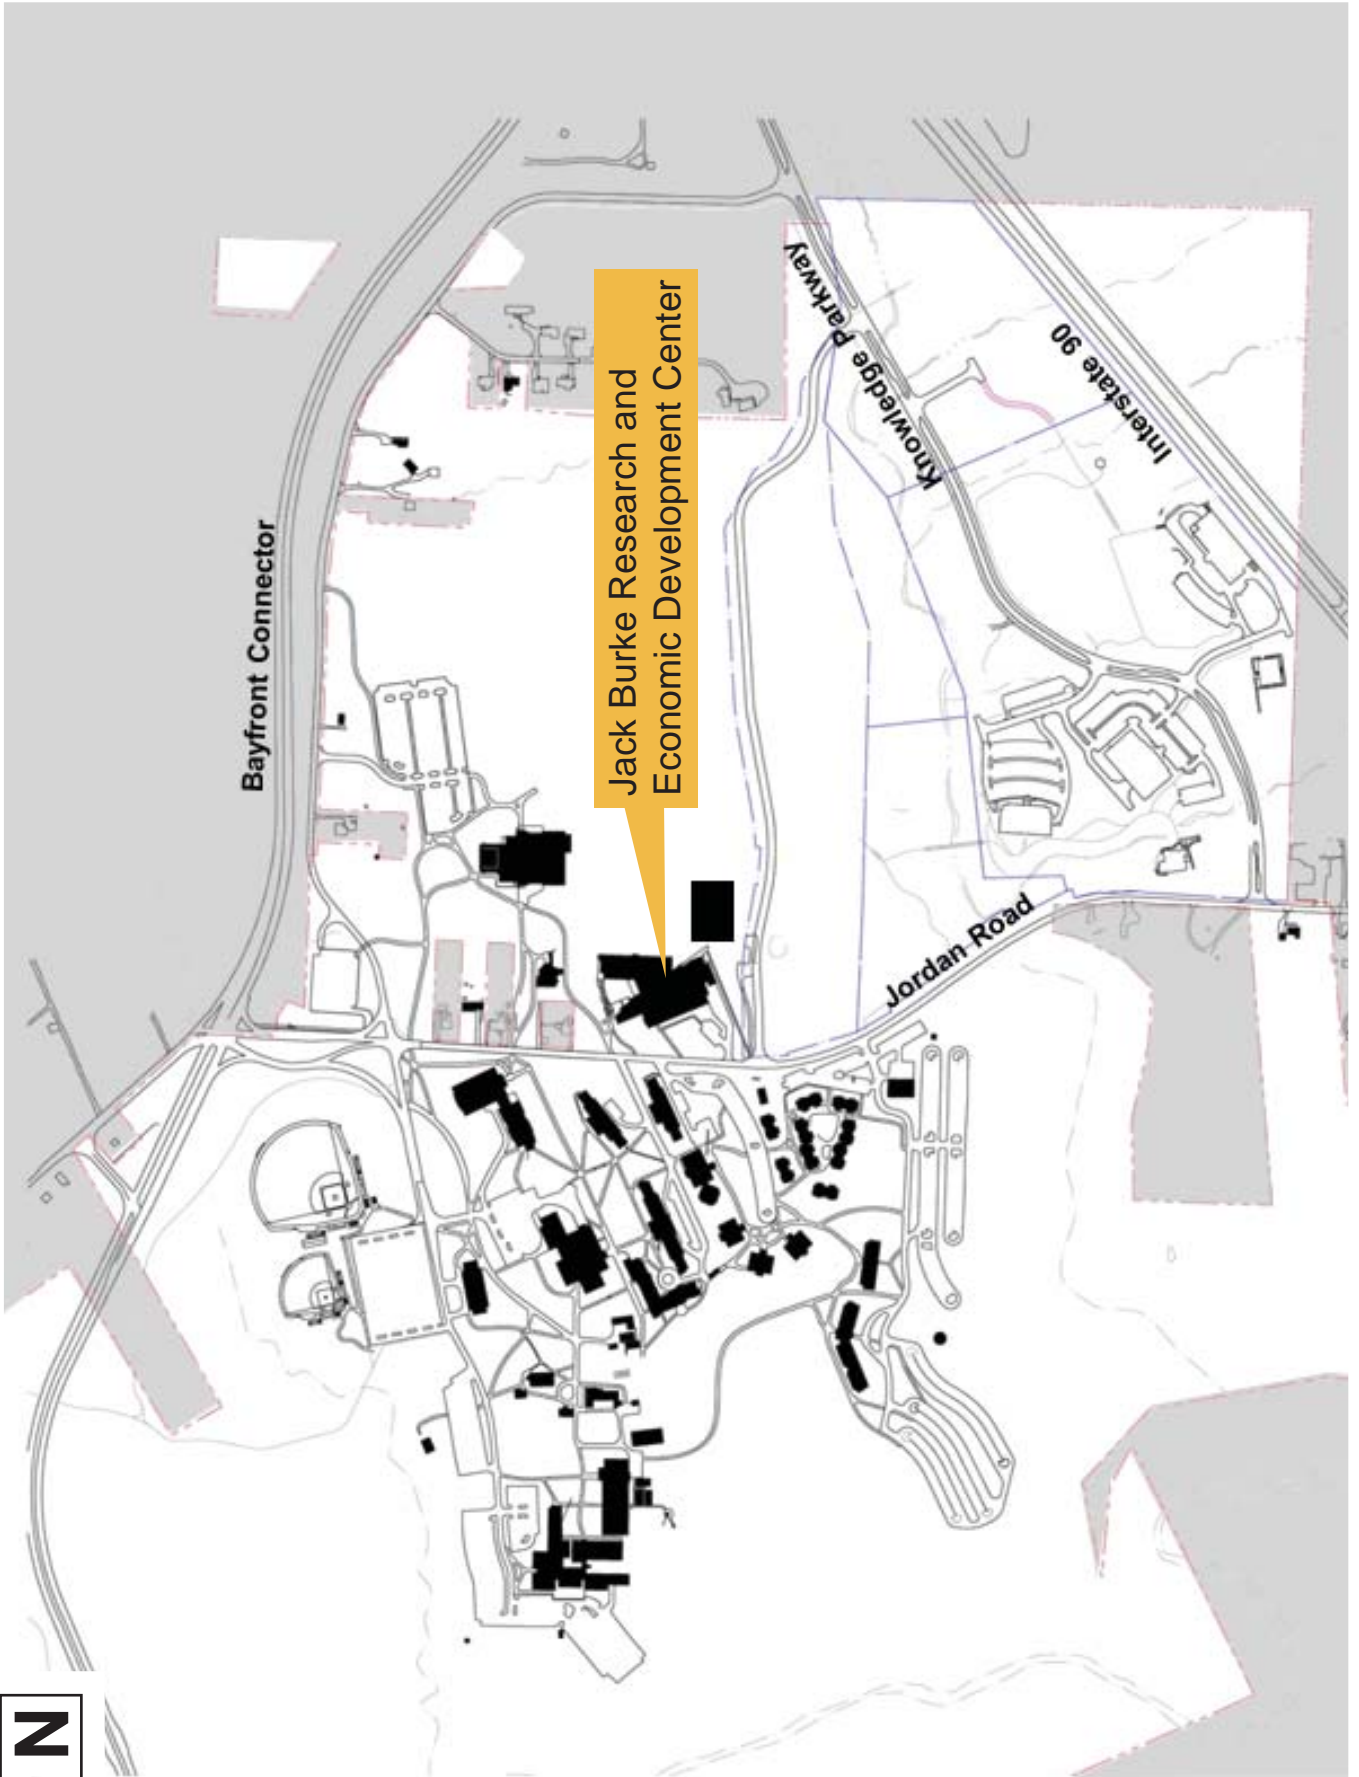 Bayfront Connector
Jack Burke Research and
Economic Development Center
Knowledge Parkway
Interstate 90
Jordan Road
N